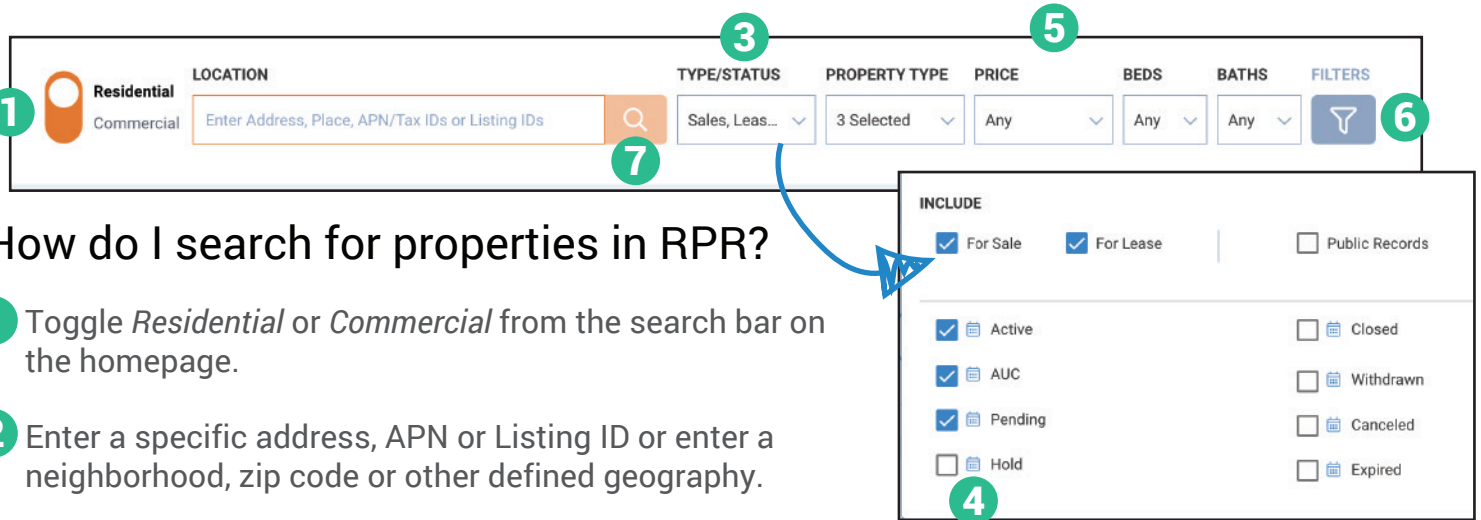 3
5
LOCATION
TYPE/STATUS
PROPERTY TYPE
PRICE
BEDS
BATHS
FILTERS
1
Residential
Commercial
Enter Address, Place, APN/Tax IDs or Listing IDs
Sales, Leas...
3 Selected
Any
Any
Any
6
7
INCLUDE
For Sale
For Lease
Public Records
Active
Closed
AUC
Withdrawn
Pending
Canceled
Hold
Expired
4
How do I search for properties in RPR?
Toggle Residential or Commercial from the search bar on
the homepage.
2 Enter a specific address, APN or Listing ID or enter a
neighborhood, zip code or other defined geography.